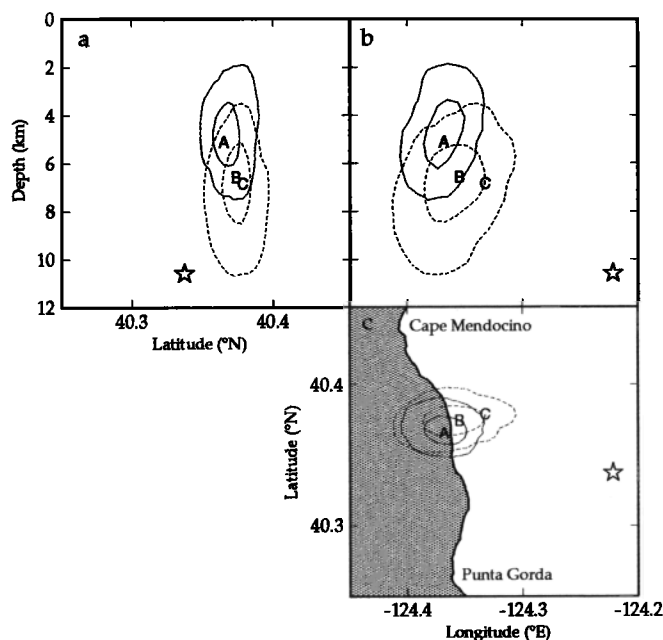 0
2
4
6
8
10
12
Depth (km)
a
A
B
C
40.3
40.4
Latitude (°N)
b
A
B
C
c
Cape Mendocino
40.4
C
B
A
Latitude (°N)
40.3
Punta Gorda
-124.4
-124.3
-124.2
Longitude (°E)